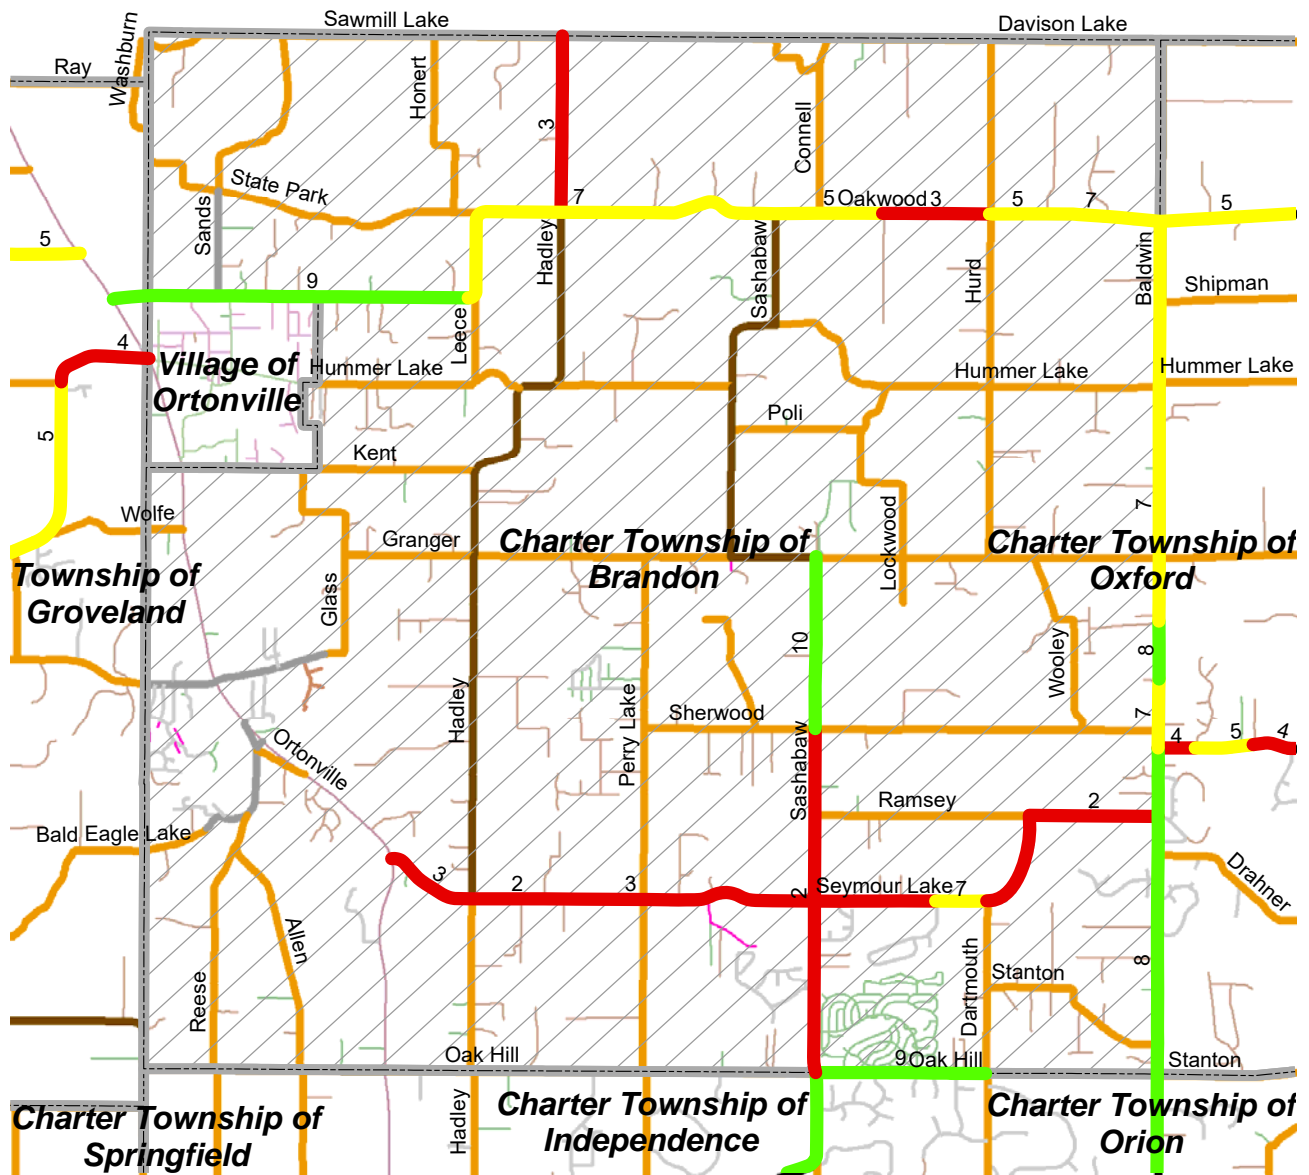 Sawmill Lake
Davison Lake
Washburn
Ray
Honert
3
Connell
State Park
7
5 Oakwood 3
5
7
5
5
Sands
Hadley
Sashabaw
Hurd
Baldwin
9
Shipman
4
Leece
Village of
Ortonville
Hummer Lake
Hummer Lake
Hummer Lake
Poli
5
Kent
7
Wolfe
Lockwood
Granger
Charter Township of
Brandon
Charter Township of
Oxford
Township of
Groveland
Glass
10
8
Wooley
Hadley
Perry Lake
Sherwood
7
Sashabaw
4
5
4
Ortonville
Ramsey
2
Bald Eagle Lake
3
2
3
2
Seymour Lake 7
Drahner
Allen
Reese
8
Stanton
Dartmouth
Oak Hill
9 Oak Hill
Stanton
Hadley
Charter Township of
Springfield
Charter Township of
Independence
Charter Township of
Orion